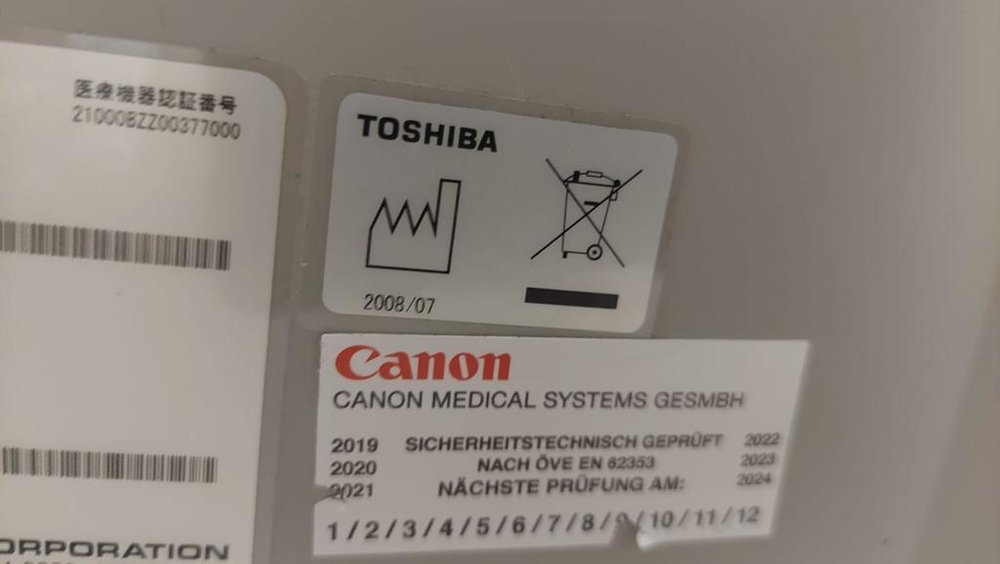 医療機器認証番号
21000BZZ00377000
TOSHIBA
2008/07
Canon
CANON MEDICAL SYSTEMS GESMBH
2019 SICHERHEITSTECHNISCH GEPRÜFT 2022
2020 NACH ÖVE EN 62353 2023
2021 NÄCHSTE PRÜFUNG AM: 2024
1/2/3/4/5/6/7/8/9/10/11/12
ORPORATION